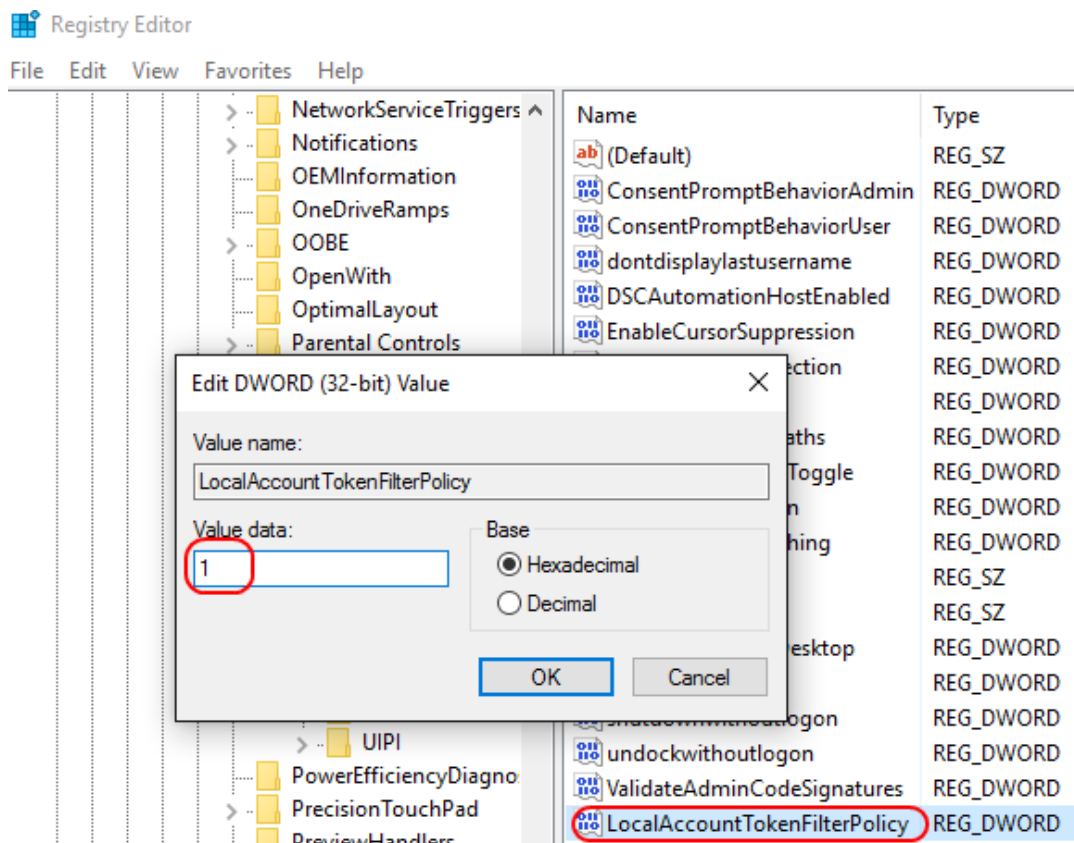 Registry Editor
File Edit View Favorites Help
NetworkServiceTriggers
Notifications
OEMInformation
OneDriveRamps
OOBE
OpenWith
OptimalLayout
Parental Controls
UIPI
PowerEfficiencyDiagno
PrecisionTouchPad
PreviewHandlers
Name Type
(Default) REG_SZ
ConsentPromptBehaviorAdmin REG_DWORD
ConsentPromptBehaviorUser REG_DWORD
dontdisplaylastusername REG_DWORD
DSCAutomationHostEnabled REG_DWORD
EnableCursorSuppression REG_DWORD
ection REG_DWORD
REG_DWORD
aths REG_DWORD
Toggle REG_DWORD
n REG_DWORD
hing REG_DWORD
REG_SZ
REG_SZ
esktop REG_DWORD
REG_DWORD
shutdownwithoutlogon REG_DWORD
undockwithoutlogon REG_DWORD
ValidateAdminCodeSignatures REG_DWORD
LocalAccountTokenFilterPolicy REG_DWORD
Edit DWORD (32-bit) Value
Value name:
LocalAccountTokenFilterPolicy
Value data:
1
Base
Hexadecimal
Decimal
OK Cancel